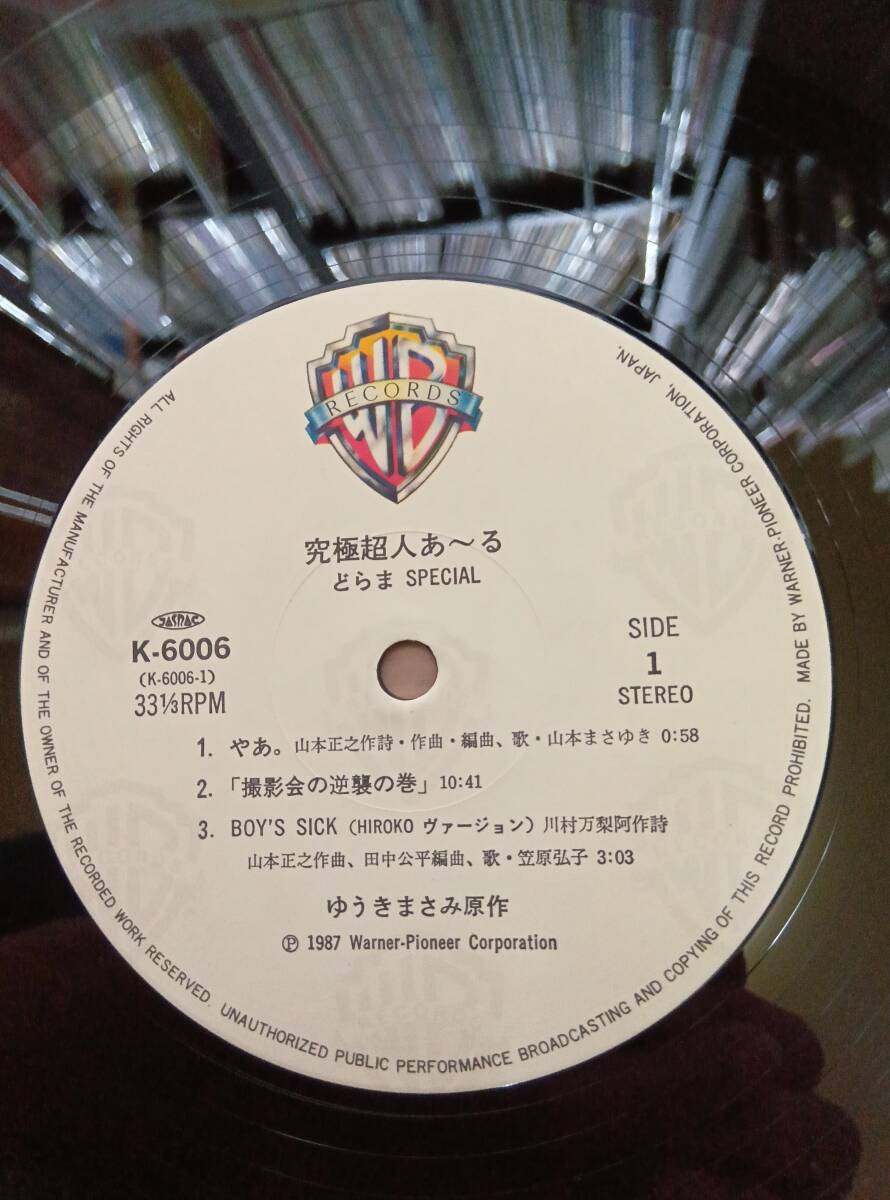 WB
RECORDS
究極超人あ〜る
どらま SPECIAL
JASRAC
K-6006
(K-6006-1)
33⅓RPM
SIDE
1
STEREO
1. やあ。山本正之作詩・作曲・編曲、歌・山本まさゆき 0:58
2. 「撮影会の逆襲の巻」10:41
3. BOY'S SICK (HIROKO ヴァージョン) 川村万梨阿作詩
山本正之作曲、田中公平編曲、歌・笠原弘子 3:03
ゆうきまさみ原作
Ⓟ 1987 Warner-Pioneer Corporation
ALL RIGHTS OF THE MANUFACTURER AND OF THE OWNER OF THE RECORDED WORK RESERVED. UNAUTHORIZED PUBLIC PERFORMANCE BROADCASTING AND COPYING OF THIS RECORD PROHIBITED. MADE BY WARNER-PIONEER CORPORATION, JAPAN.